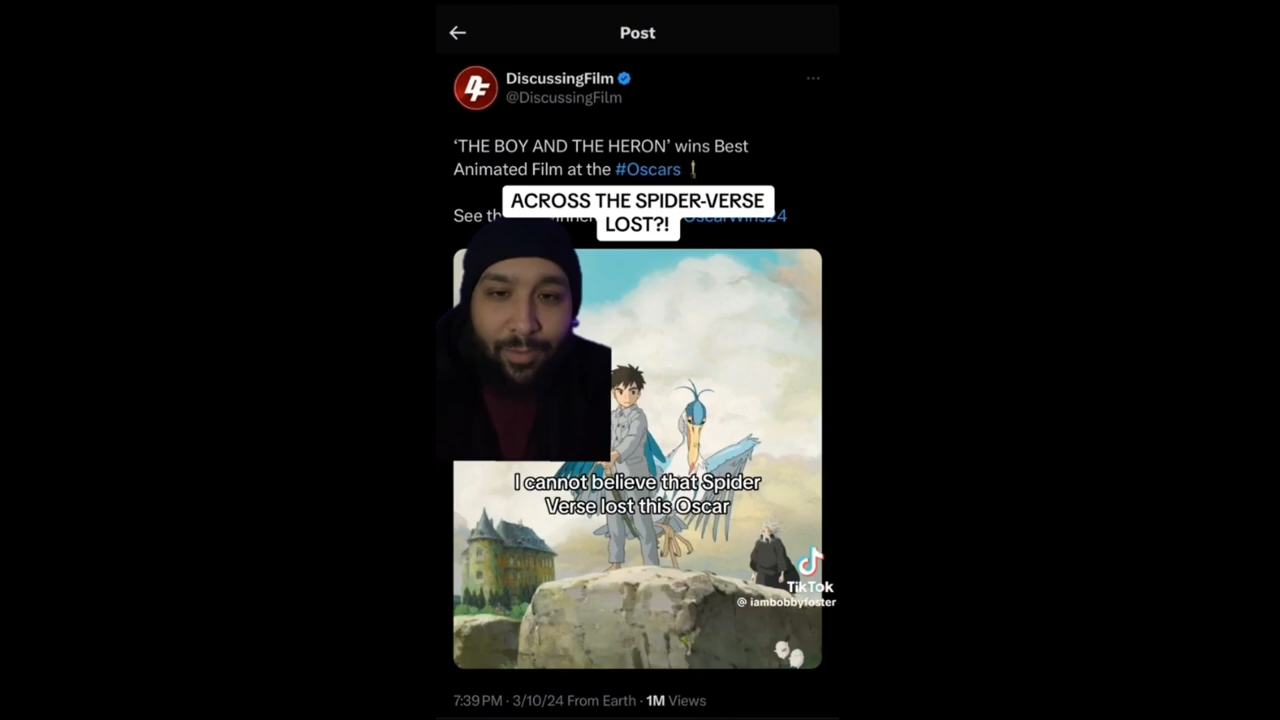 Post
DiscussingFilm
@DiscussingFilm
‘THE BOY AND THE HERON’ wins Best
Animated Film at the #Oscars
ACROSS THE SPIDER-VERSE
LOST?!
See
I cannot believe that Spider
Verse lost this Oscar
TikTok
@ iambobbyfoster
7:39 PM · 3/10/24 From Earth · 1M Views